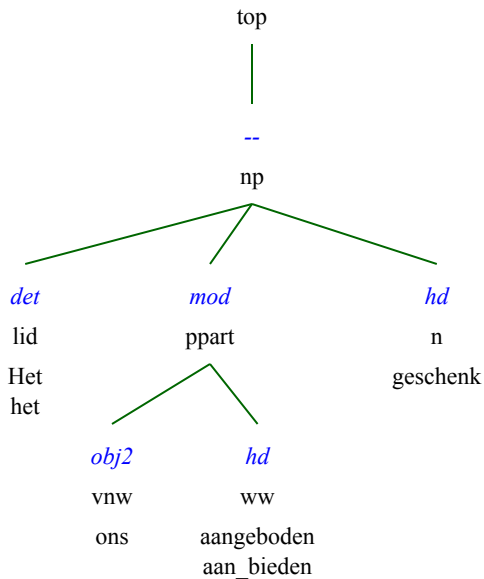 top
--
np
det mod hd
lid ppart n
Het geschenk
het
obj2 hd
vnw ww
ons aangeboden
aan_bieden